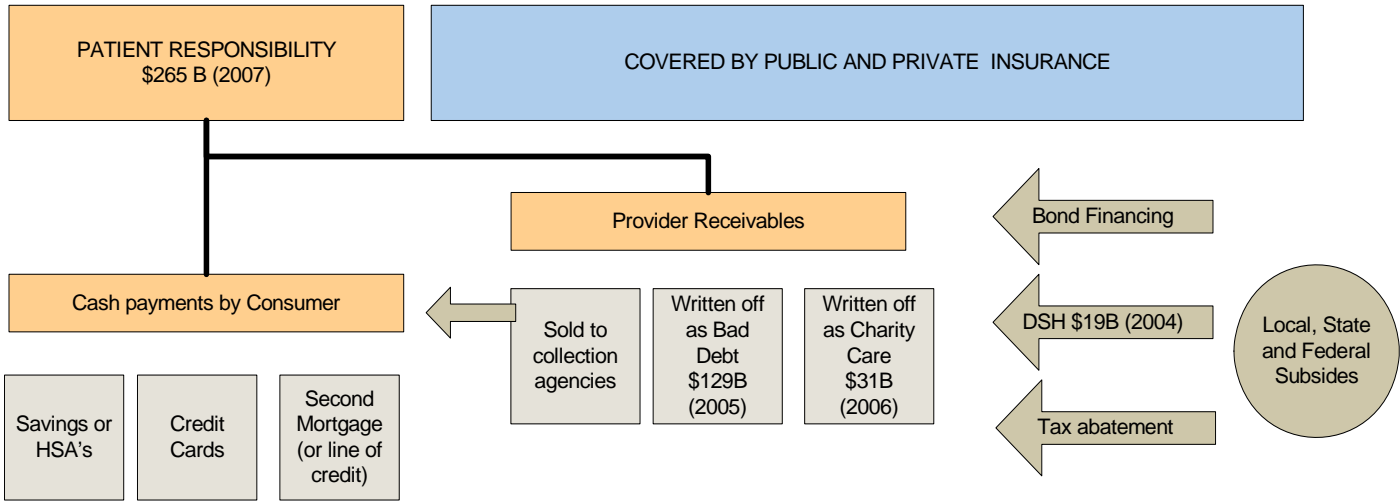 PATIENT RESPONSIBILITY
$265 B (2007)
COVERED BY PUBLIC AND PRIVATE INSURANCE
Provider Receivables
Bond Financing
Cash payments by Consumer
Sold to
collection
agencies
Written off
as Bad
Debt
$129B
(2005)
Written off
as Charity
Care
$31B
(2006)
DSH $19B (2004)
Local, State
and Federal
Subsides
Savings or
HSA's
Credit
Cards
Second
Mortgage
(or line of
credit)
Tax abatement